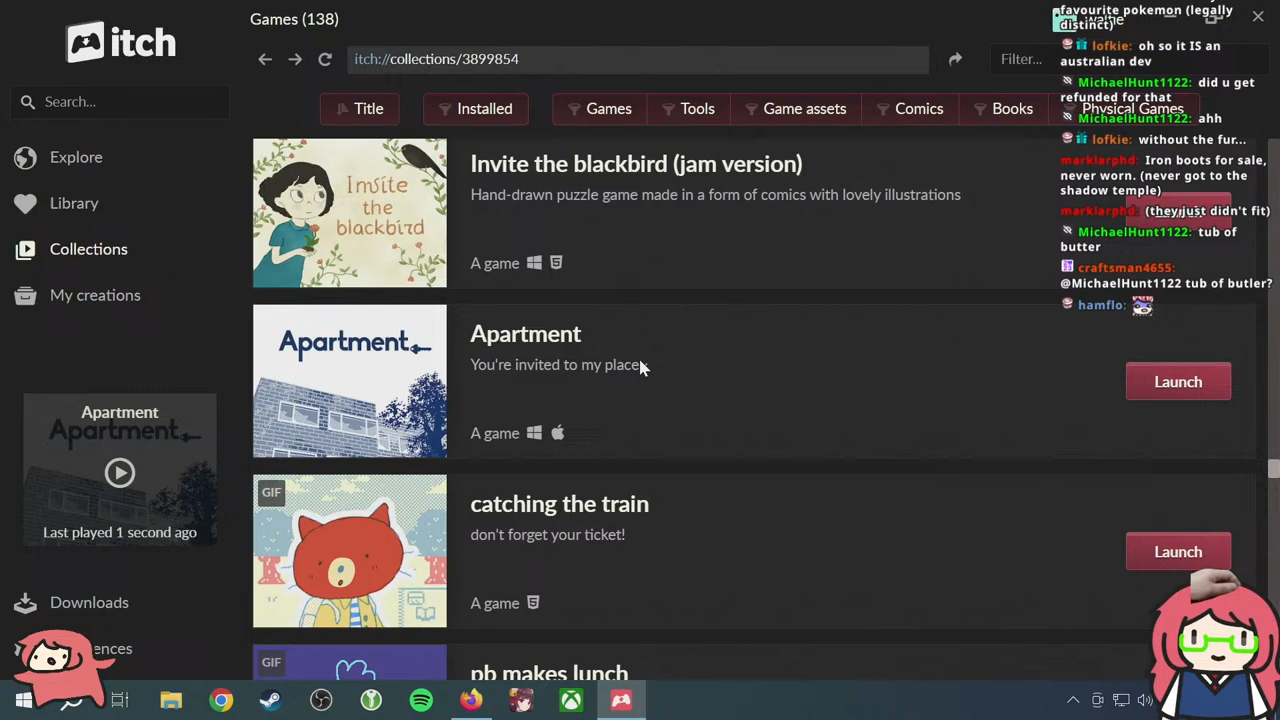 itch
Games (138)
itch://collections/3899854
Filter...
Search...
Title
Installed
Games
Tools
Game assets
Comics
Books
Physical Games
Explore
Library
Collections
My creations
Apartment
Apartment
Last played 1 second ago
Downloads
Insite
the
blackbird
Invite the blackbird (jam version)
Hand-drawn puzzle game made in a form of comics with lovely illustrations
A game
Apartment
Apartment
You're invited to my place
A game
Launch
GIF
catching the train
don't forget your ticket!
A game
Launch
GIF
pb makes lunch
favourite pokemon (legally
distinct)
lofkie: oh so it IS an
australian dev
MichaelHunt1122: did u get
refunded for that
MichaelHunt1122: ahh
lofkie: without the fur...
marklarphd: Iron boots for sale,
never worn. (never got to the
shadow temple)
marklarphd: (they just didn't fit)
MichaelHunt1122: tub of
butter
craftsman4655:
@MichaelHunt1122 tub of butler?
hamflo: